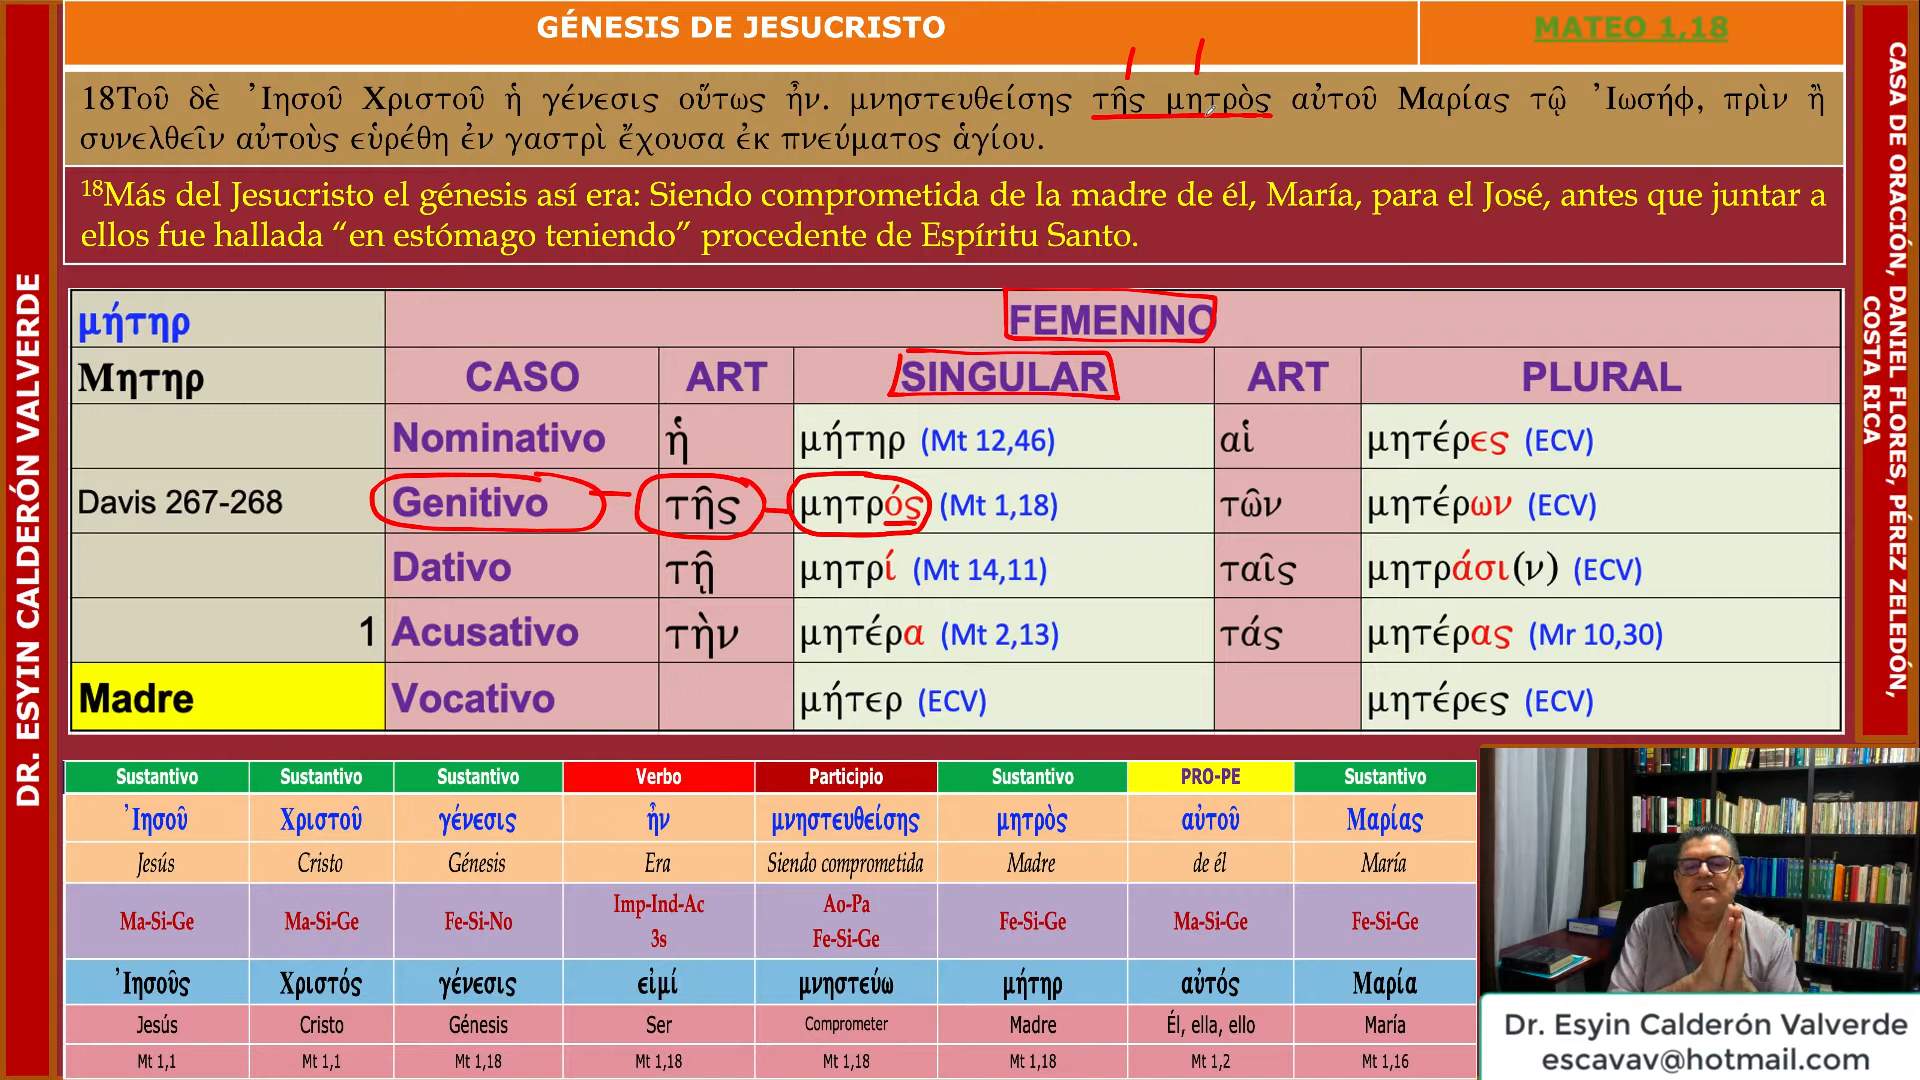 GÉNESIS DE JESUCRISTO
MATEO 1,18
18Τοῦ δὲ ᾿Ιησοῦ Χριστοῦ ἡ γένεσις οὕτως ἦν. μνηστευθείσης τῆς μητρὸς αὐτοῦ Μαρίας τῷ ᾿Ιωσήφ, πρὶν ἢ
συνελθεῖν αὐτοὺς εὑρέθη ἐν γαστρὶ ἔχουσα ἐκ πνεύματος ἁγίου.
18Más del Jesucristo el génesis así era: Siendo comprometida de la madre de él, María, para el José, antes que juntar a
ellos fue hallada “en estómago teniendo” procedente de Espíritu Santo.
μήτηρ FEMENINO
Μητηρ CASO ART SINGULAR ART PLURAL
Nominativo ἡ μήτηρ (Mt 12,46) αἱ μητέρες (ECV)
Davis 267-268 Genitivo τῆς μητρός (Mt 1,18) τῶν μητέρων (ECV)
Dativo τῇ μητρί (Mt 14,11) ταῖς μητράσι(ν) (ECV)
1 Acusativo τὴν μητέρα (Mt 2,13) τάς μητέρας (Mr 10,30)
Madre Vocativo μήτερ (ECV) μητέρες (ECV)
Sustantivo Sustantivo Sustantivo Verbo Participio Sustantivo PRO-PE Sustantivo
᾿Ιησοῦ Χριστοῦ γένεσις ἦν μνηστευθείσης μητρὸς αὐτοῦ Μαρίας
Jesús Cristo Génesis Era Siendo comprometida Madre de él María
Ma-Si-Ge Ma-Si-Ge Fe-Si-No Imp-Ind-Ac Ao-Pa Fe-Si-Ge Ma-Si-Ge Fe-Si-Ge
3s Fe-Si-Ge
᾿Ιησοῦς Χριστός γένεσις εἰμί μνηστεύω μήτηρ αὐτός Μαρία
Jesús Cristo Génesis Ser Comprometer Madre Él, ella, ello María
Mt 1,1 Mt 1,1 Mt 1,18 Mt 1,18 Mt 1,18 Mt 1,18 Mt 1,2 Mt 1,16
DR. ESYIN CALDERÓN VALVERDE
CASA DE ORACIÓN, DANIEL FLORES, PÉREZ ZELEDÓN,
COSTA RICA
Dr. Esyin Calderón Valverde
escavav@hotmail.com